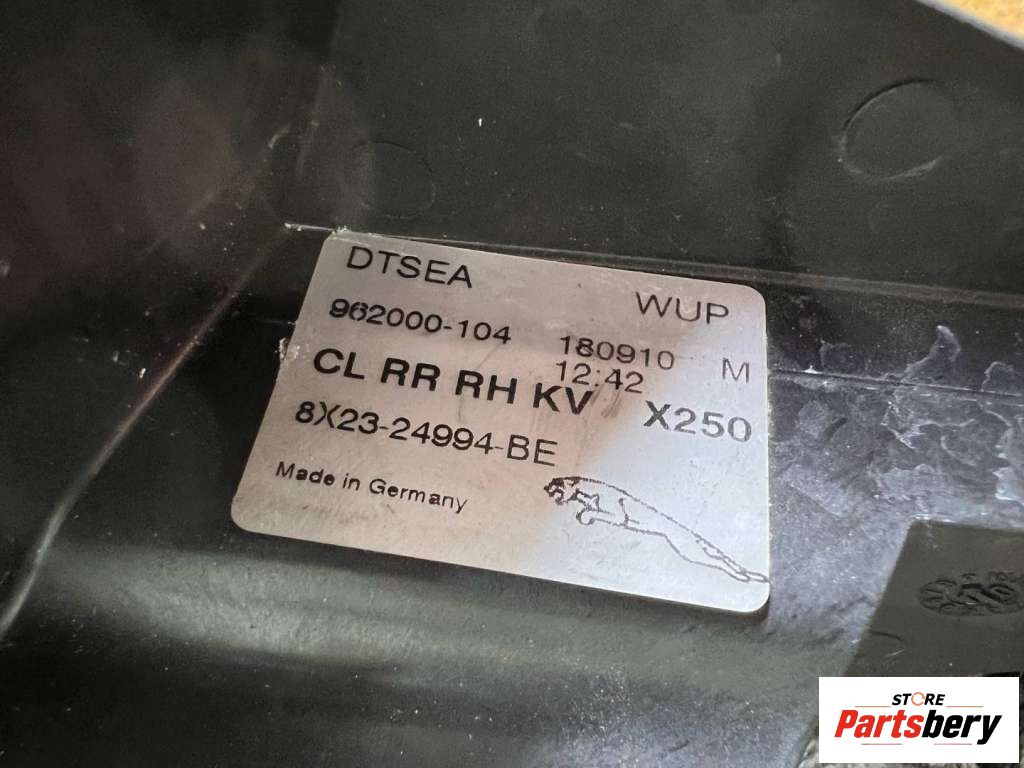 DTSEA
WUP
962000-104 180910 M
12:42
CL RR RH KV X250
8X23-24994-BE
Made in Germany
STORE
Partsbery